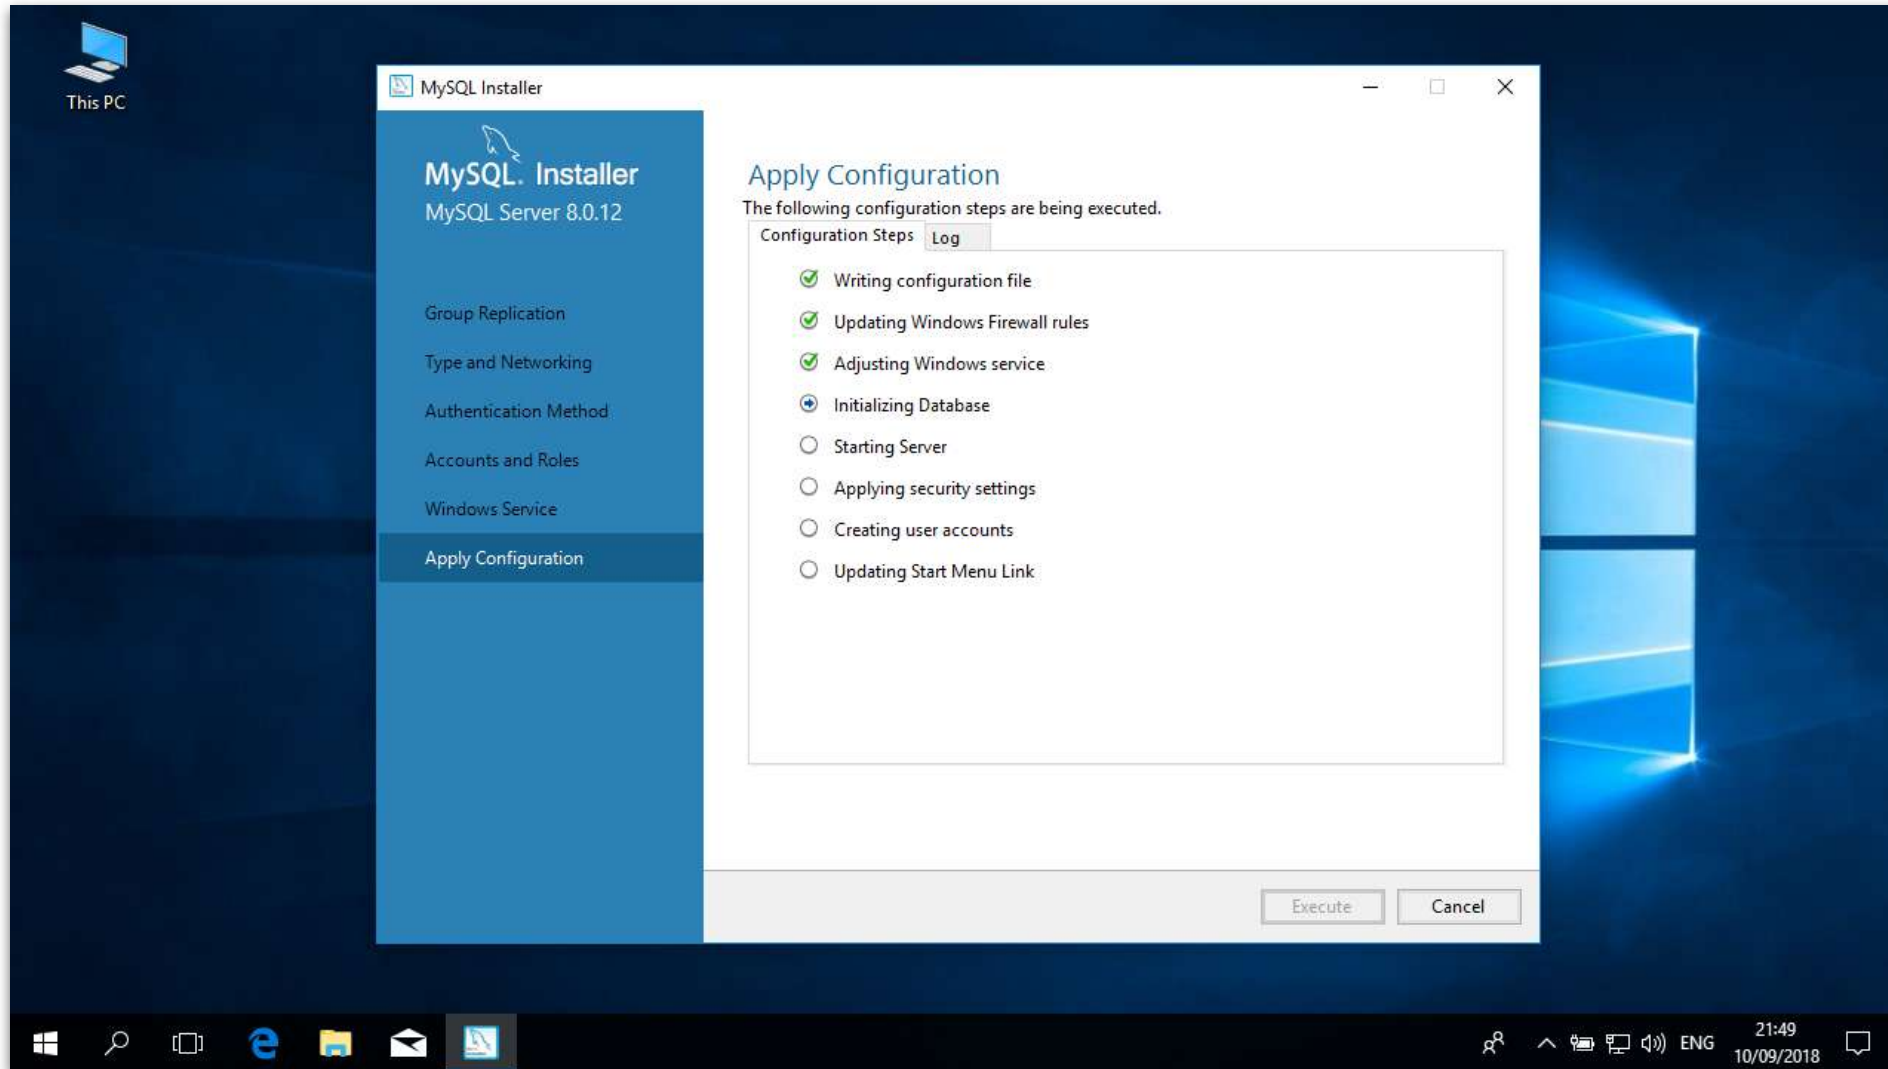 This PC
MySQL Installer
MySQL. Installer
MySQL Server 8.0.12
Group Replication
Type and Networking
Authentication Method
Accounts and Roles
Windows Service
Apply Configuration
Apply Configuration
The following configuration steps are being executed.
Configuration Steps Log
Writing configuration file
Updating Windows Firewall rules
Adjusting Windows service
Initializing Database
Starting Server
Applying security settings
Creating user accounts
Updating Start Menu Link
Execute Cancel
ENG
21:49
10/09/2018